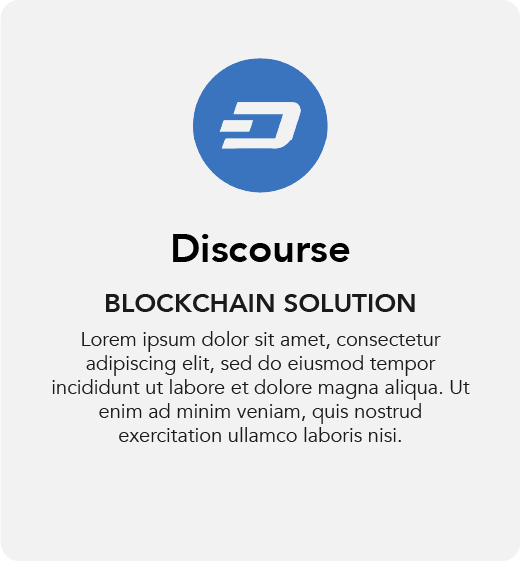 Discourse
BLOCKCHAIN SOLUTION
Lorem ipsum dolor sit amet, consectetur
adipiscing elit, sed do eiusmod tempor
incididunt ut labore et dolore magna aliqua. Ut
enim ad minim veniam, quis nostrud
exercitation ullamco laboris nisi.